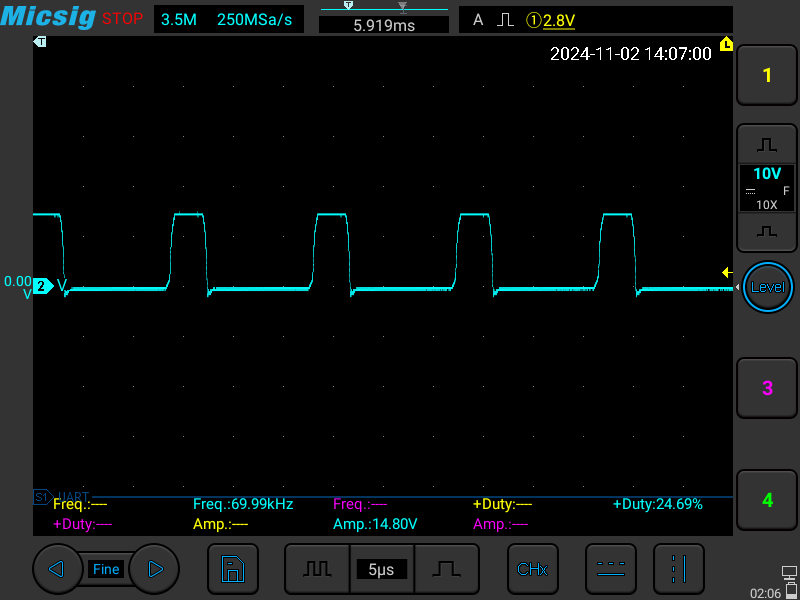 Micsig STOP 3.5M 250MSa/s T 5.919ms A ① 2.8V
T 2024-11-02 14:07:00 L
1
10V
F
10X
0.00 2 V
V
Level
3
S1 UART
Freq.:---- Freq.:69.99kHz Freq.:---- +Duty:---- +Duty:24.69%
+Duty:---- Amp.:---- Amp.:14.80V Amp.:----
4
Fine 5μs CHx
02:06